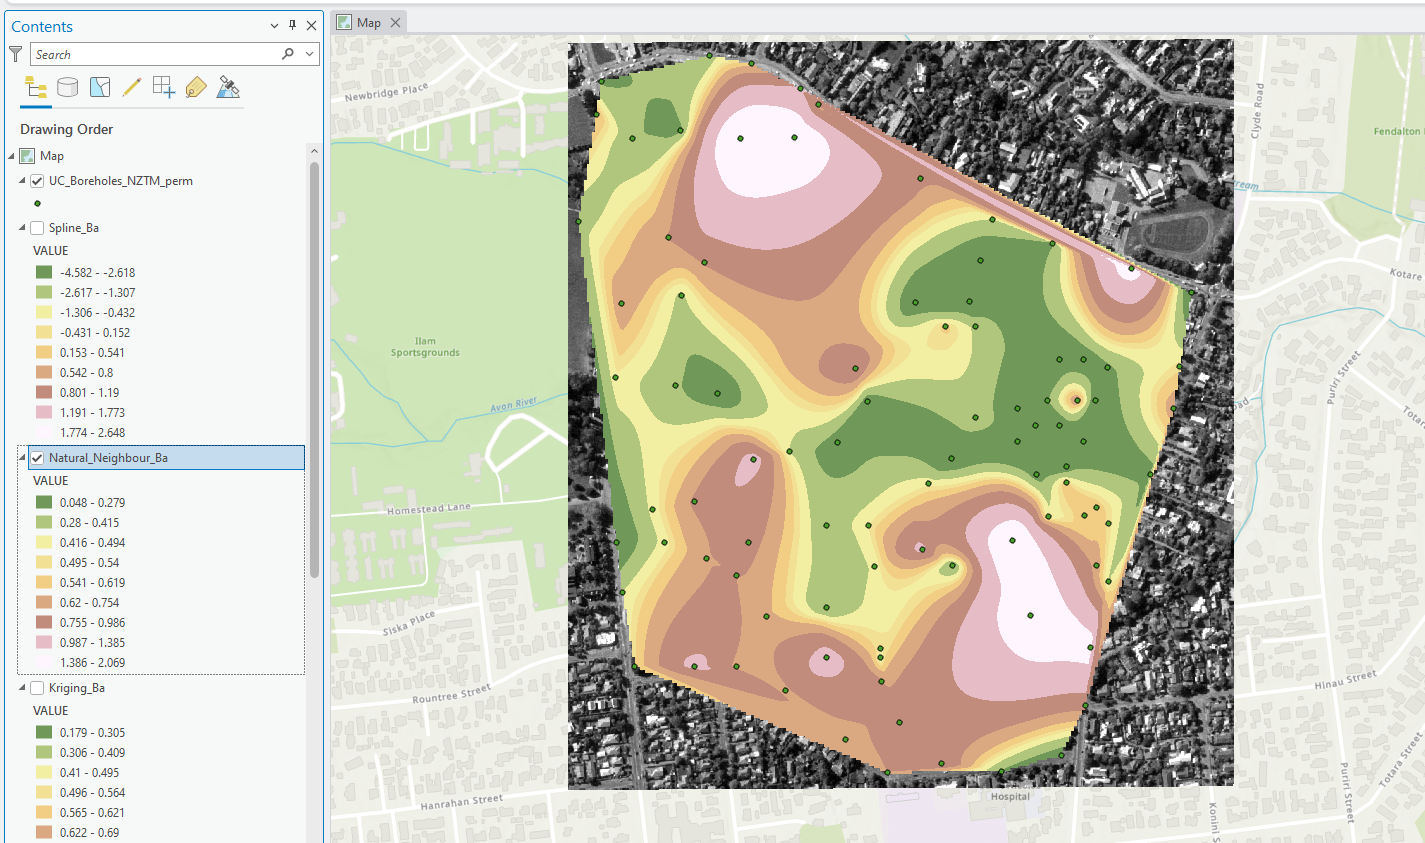 Contents
Search
Drawing Order
Map
UC_Boreholes_NZTM_perm
Spline_Ba
VALUE
-4.582 - -2.618
-2.617 - -1.307
-1.306 - -0.432
-0.431 - 0.152
0.153 - 0.541
0.542 - 0.8
0.801 - 1.19
1.191 - 1.773
1.774 - 2.648
Natural_Neighbour_Ba
VALUE
0.048 - 0.279
0.28 - 0.415
0.416 - 0.494
0.495 - 0.54
0.541 - 0.619
0.62 - 0.754
0.755 - 0.986
0.987 - 1.385
1.386 - 2.069
Kriging_Ba
VALUE
0.179 - 0.305
0.306 - 0.409
0.41 - 0.495
0.496 - 0.564
0.565 - 0.621
0.622 - 0.69
Map
Newbridge Place
Clyde Road
Fendalton
Kotare
Ilam
Sportsgrounds
Avon River
Puriri Street
Homestead Lane
Siska Place
Rountree Street
Hinau Street
Totara Street
Puriri Street
Hanrahan Street
Hospital